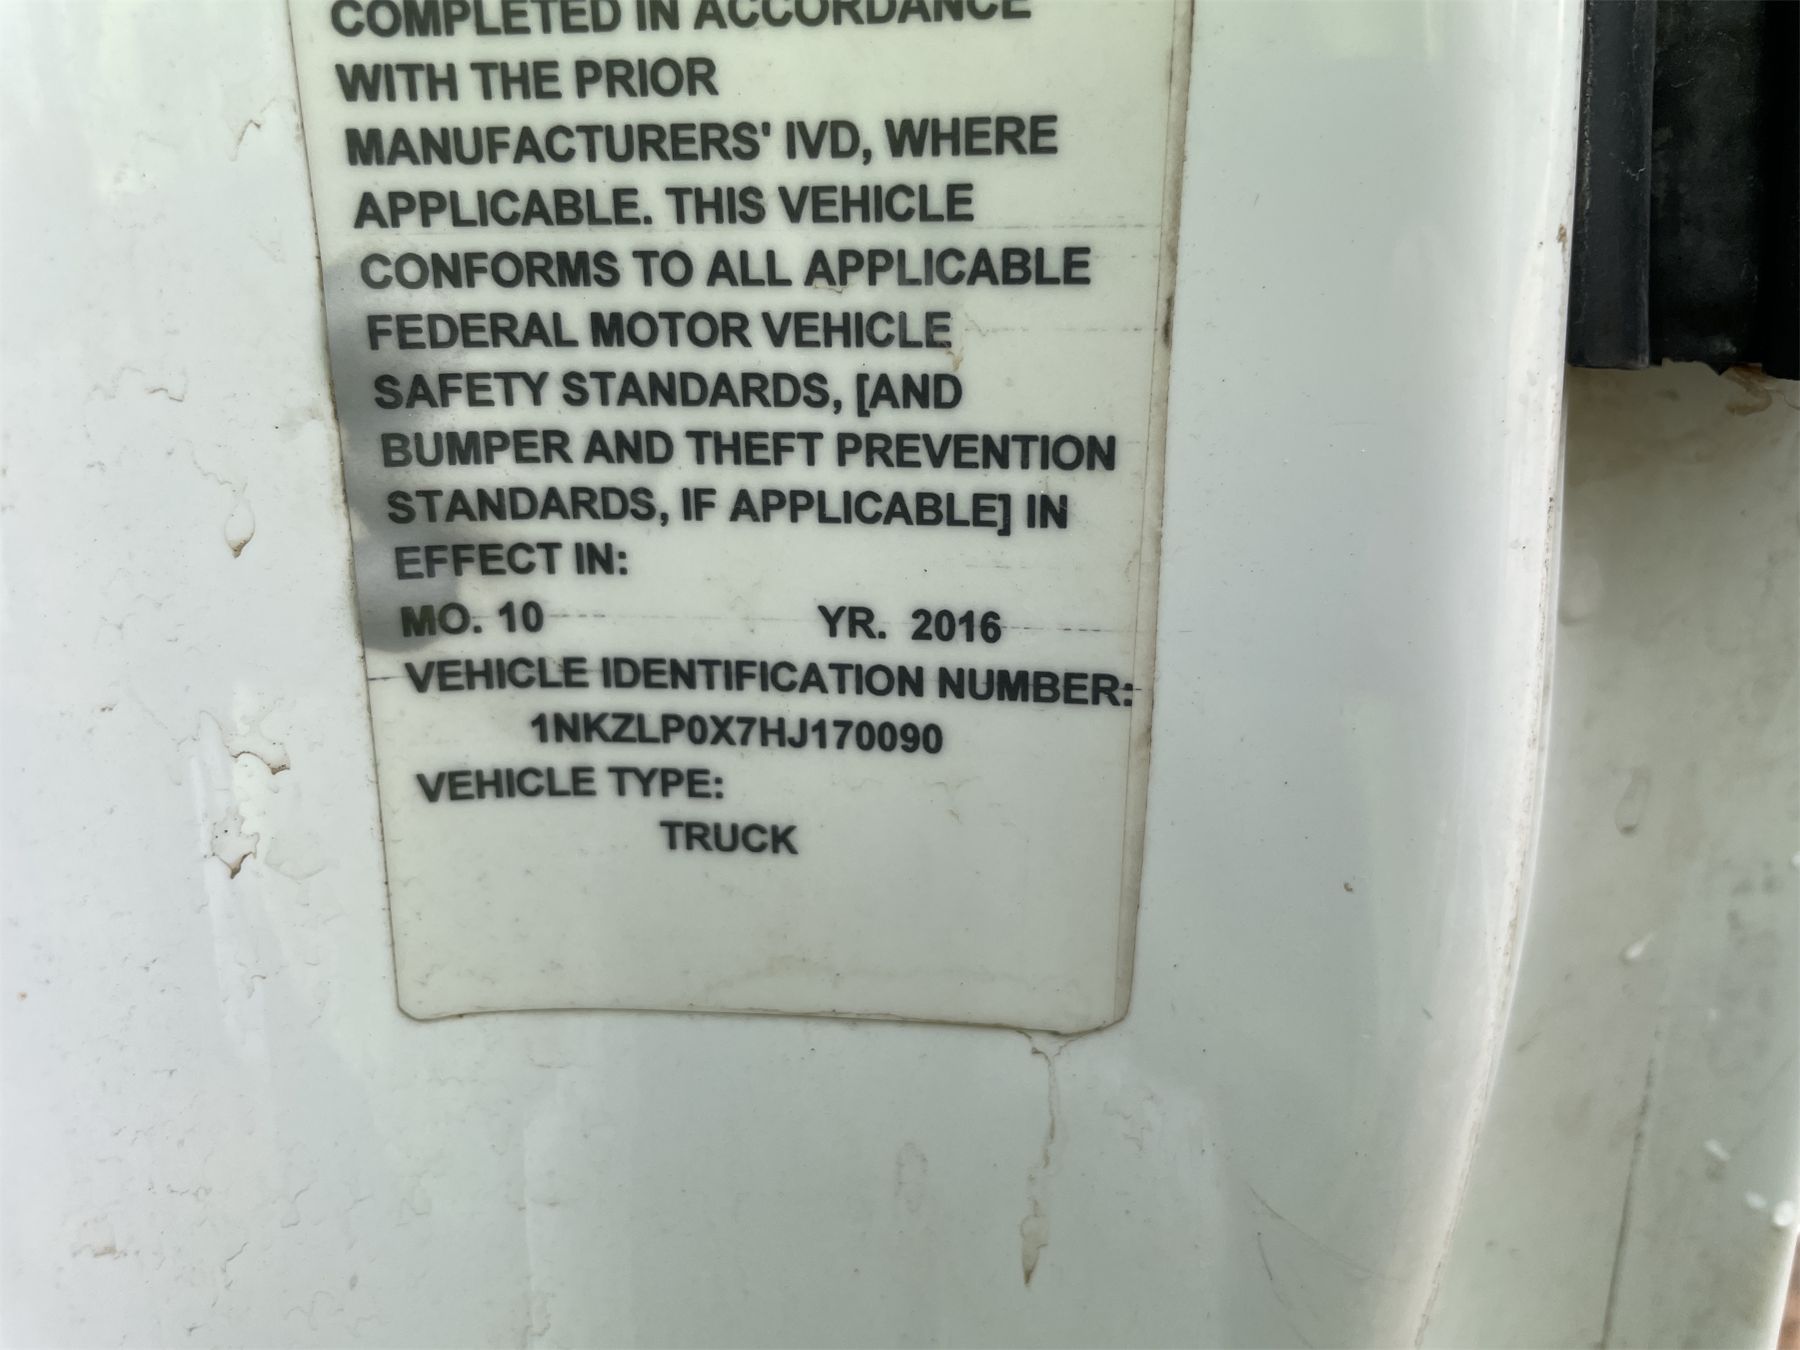 COMPLETED IN ACCORDANCE
WITH THE PRIOR
MANUFACTURERS' IVD, WHERE
APPLICABLE. THIS VEHICLE
CONFORMS TO ALL APPLICABLE
FEDERAL MOTOR VEHICLE
SAFETY STANDARDS, [AND
BUMPER AND THEFT PREVENTION
STANDARDS, IF APPLICABLE] IN
EFFECT IN:
MO. 10 YR. 2016
VEHICLE IDENTIFICATION NUMBER:
1NKZLP0X7HJ170090
VEHICLE TYPE:
TRUCK